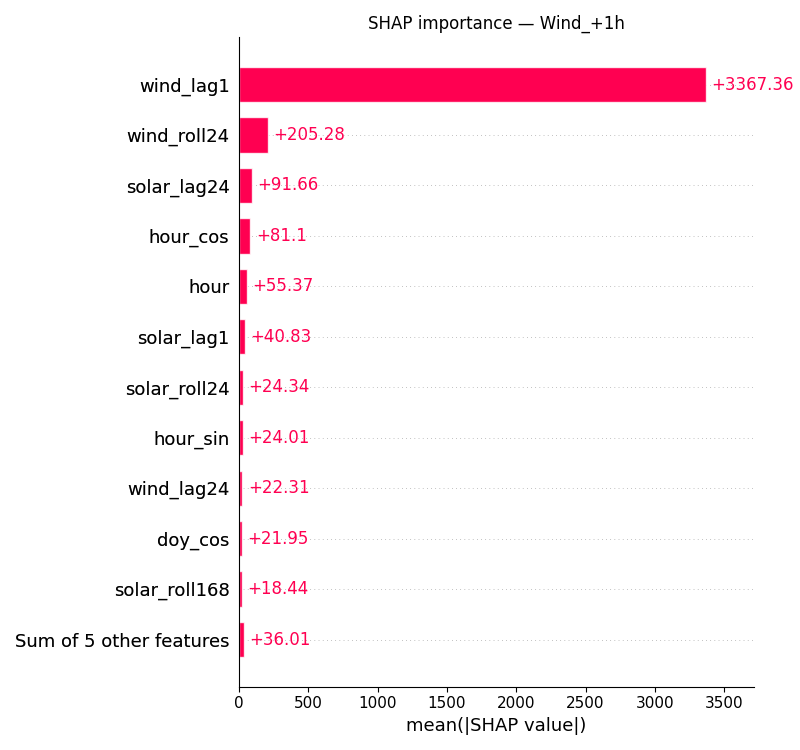 SHAP importance — Wind_+1h
wind_lag1 +3367.36
wind_roll24 +205.28
solar_lag24 +91.66
hour_cos +81.1
hour +55.37
solar_lag1 +40.83
solar_roll24 +24.34
hour_sin +24.01
wind_lag24 +22.31
doy_cos +21.95
solar_roll168 +18.44
Sum of 5 other features +36.01
0 500 1000 1500 2000 2500 3000 3500
mean(|SHAP value|)